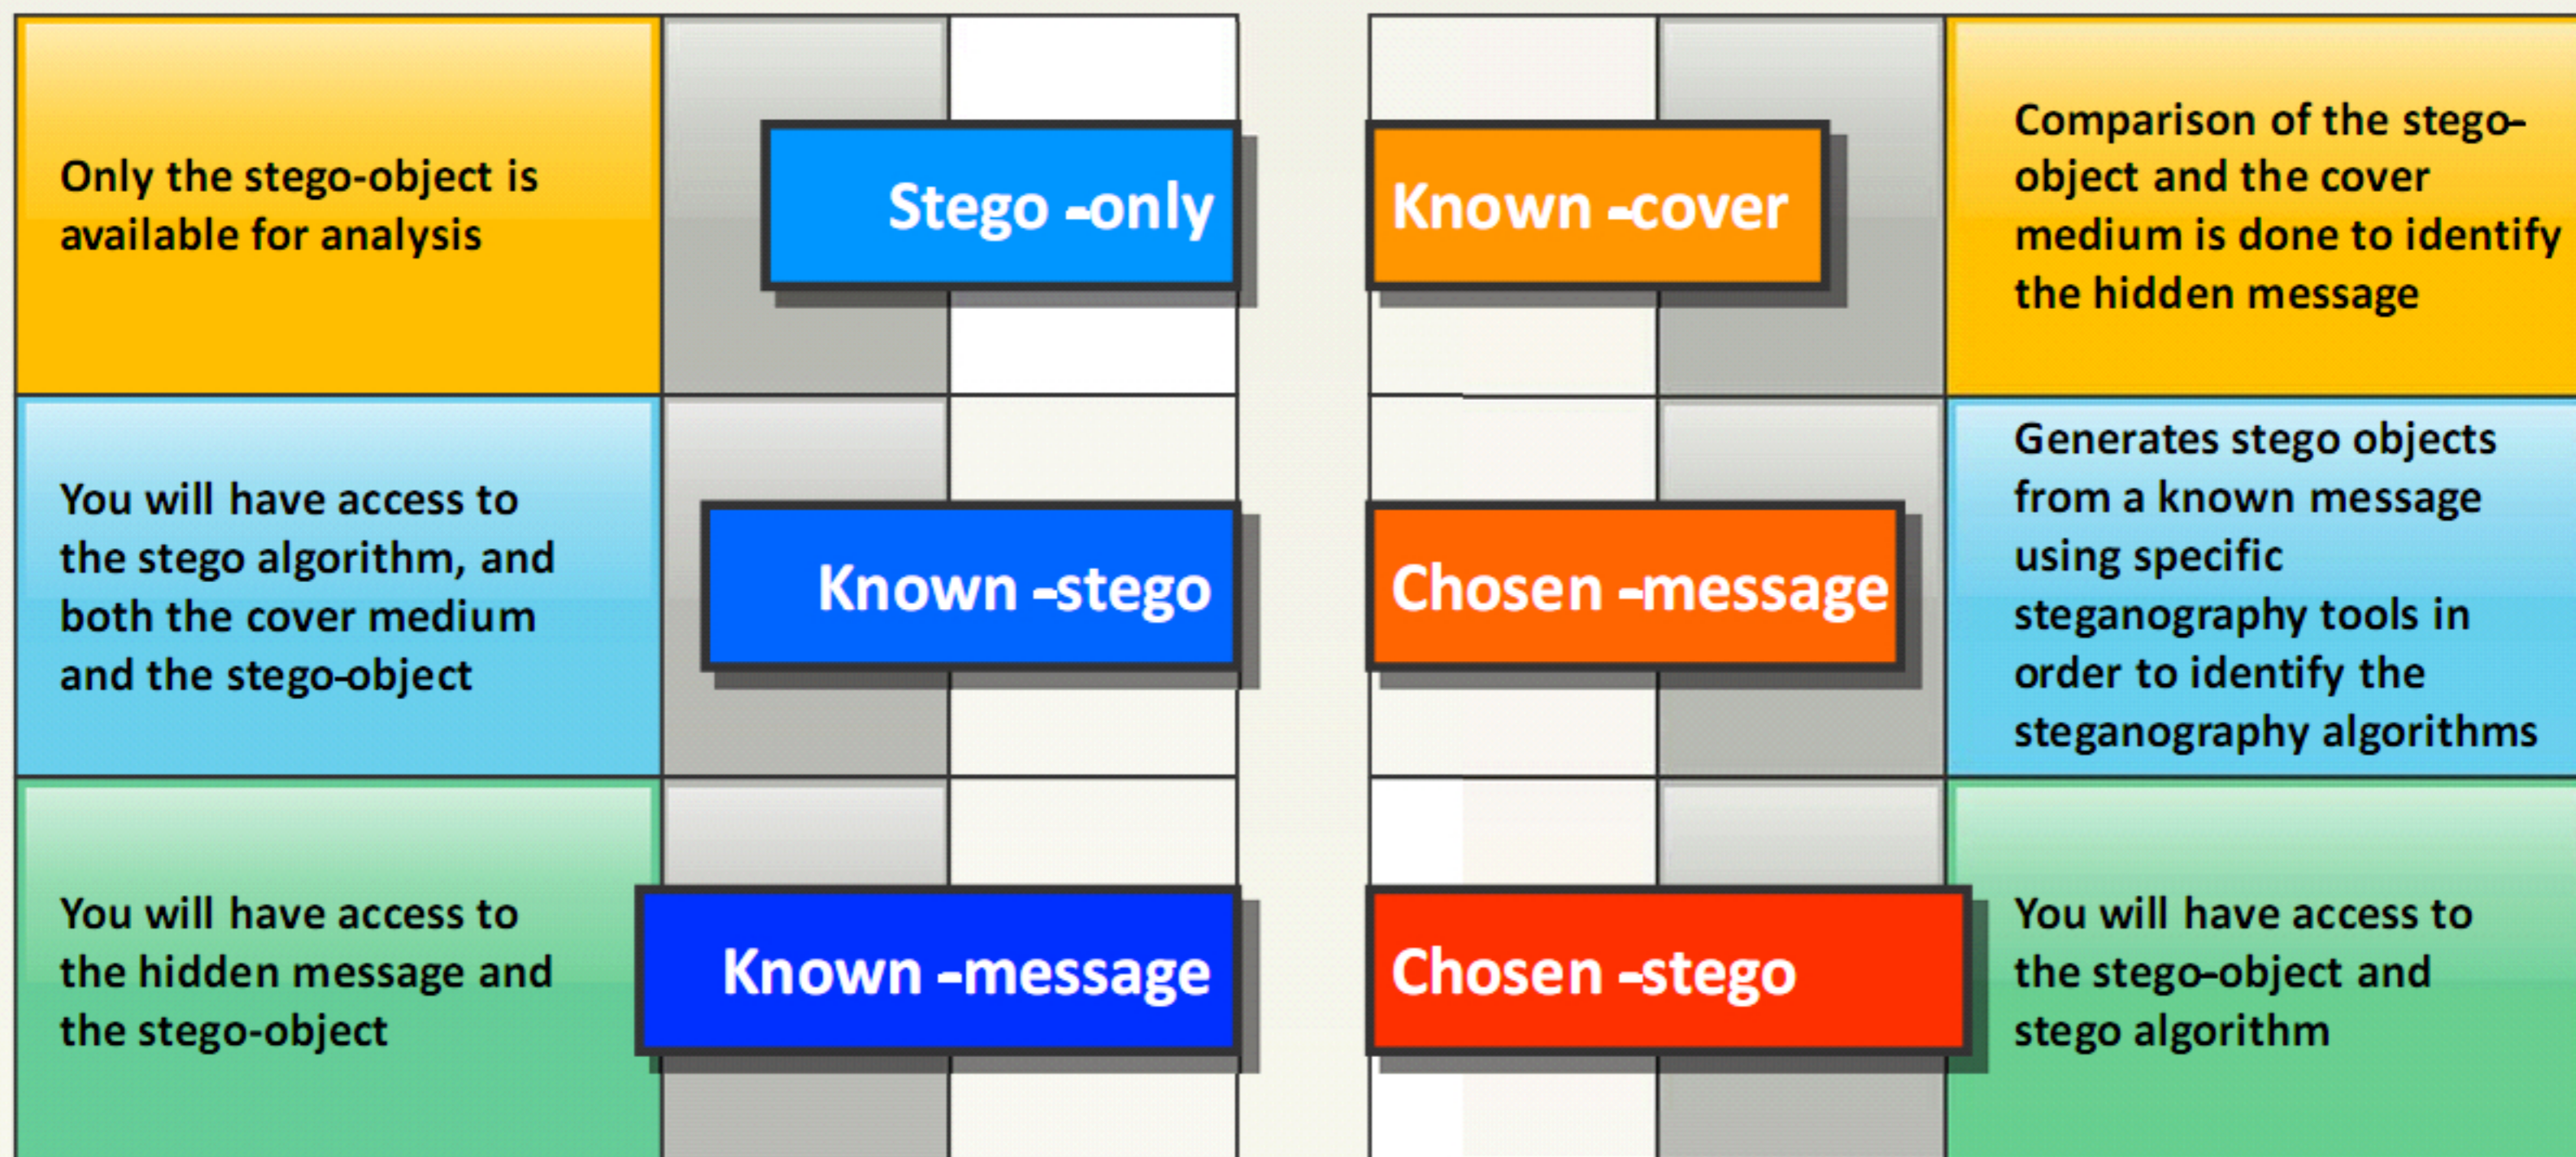 Only the stego-object is
available for analysis
Stego -only
Known -cover
Comparison of the stego-
object and the cover
medium is done to identify
the hidden message
You will have access to
the stego algorithm, and
both the cover medium
and the stego-object
Known -stego
Chosen -message
Generates stego objects
from a known message
using specific
steganography tools in
order to identify the
steganography algorithms
You will have access to
the hidden message and
the stego-object
Known -message
Chosen -stego
You will have access to
the stego-object and
stego algorithm